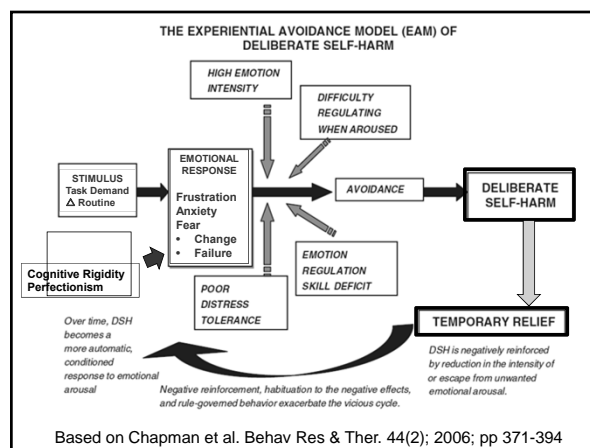 THE EXPERIENTIAL AVOIDANCE MODEL (EAM) OF
DELIBERATE SELF-HARM
HIGH EMOTION
INTENSITY
DIFFICULTY
REGULATING
WHEN AROUSED
STIMULUS
Task Demand
Δ Routine
EMOTIONAL
RESPONSE
Frustration
Anxiety
Fear
• Change
• Failure
AVOIDANCE
DELIBERATE
SELF-HARM
Cognitive Rigidity
Perfectionism
POOR
DISTRESS
TOLERANCE
EMOTION
REGULATION
SKILL DEFICIT
TEMPORARY RELIEF
Over time, DSH
becomes a
more automatic,
conditioned
response to emotional
arousal
DSH is negatively reinforced
by reduction in the intensity of
or escape from unwanted
emotional arousal.
Negative reinforcement, habituation to the negative effects,
and rule-governed behavior exacerbate the vicious cycle.
Based on Chapman et al. Behav Res & Ther. 44(2); 2006; pp 371-394